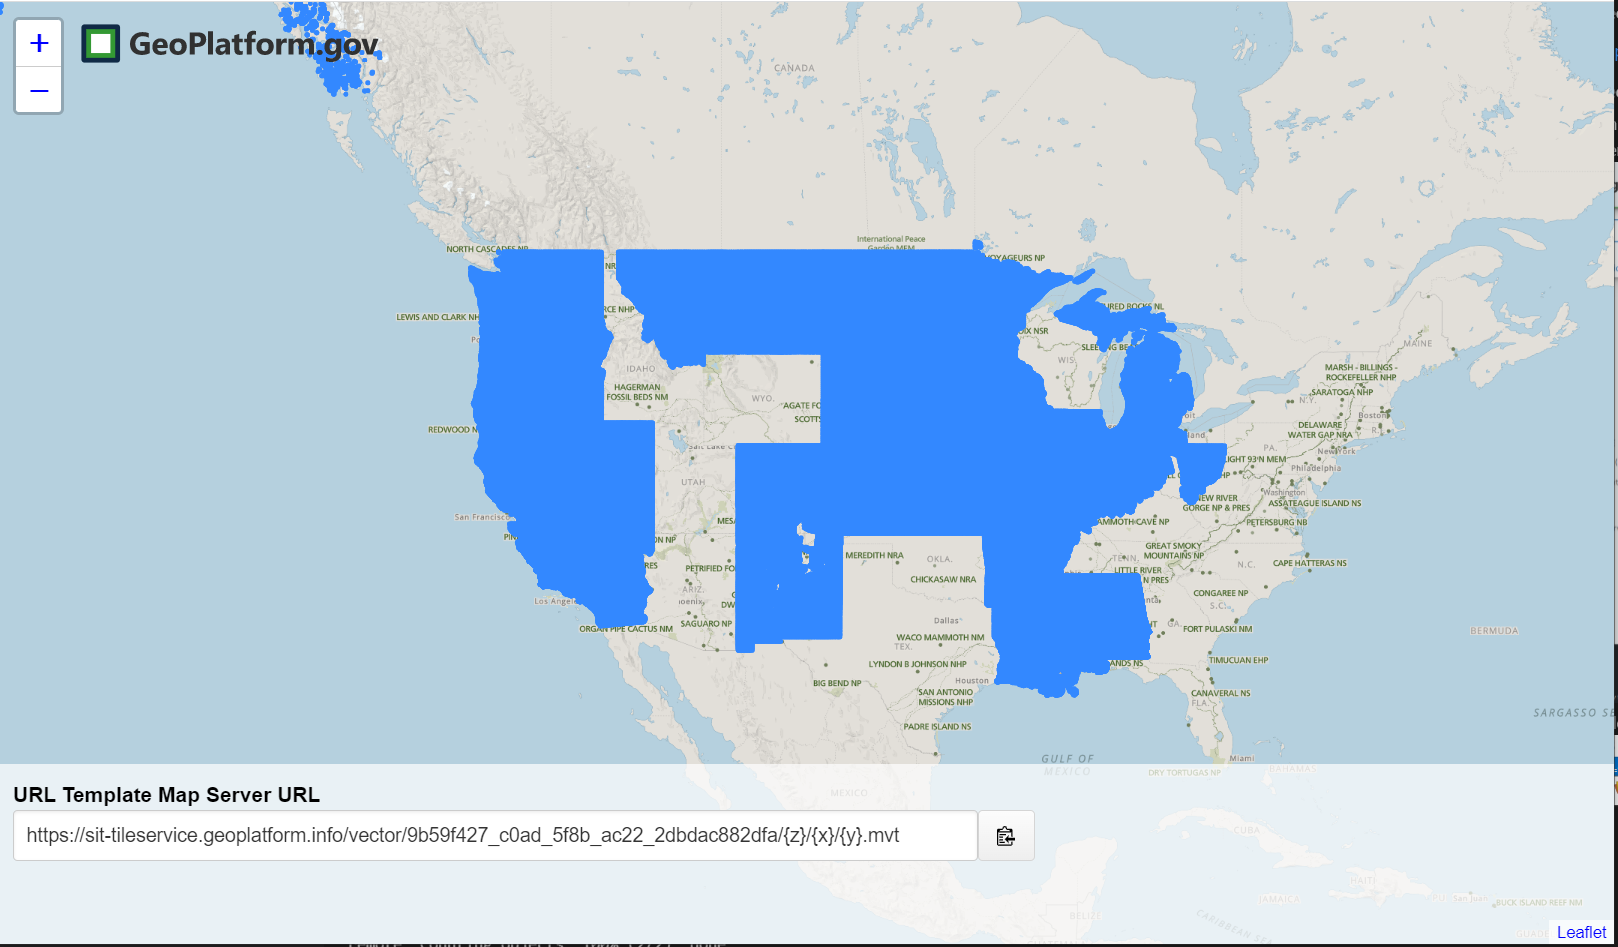 +
GeoPlatform.gov
−
CANADA
International Peace
Garden MEM
NORTH CASCADES NP
VOYAGEURS NP
LEWIS AND CLARK NH
MAINE
IDAHO
HAGERMAN
FOSSIL BEDS NM
WYO.
WIS
MARSH - BILLINGS -
ROCKEFELLER NHP
SARATOGA NHP
N.Y.
Boston
DELAWARE
WATER GAP NRA
New York
PA.
Philadelphia
REDWOOD N
UTAH
Washington
ASSATEAGUE ISLAND NS
NEW RIVER
GORGE NP & PRES
PETERSBURG NB
San Francisco
GREAT SMOKY
MOUNTAINS NP
TENN.
LITTLE RIVER
N PRES
N.C.
CAPE HATTERAS NS
MEREDITH NRA
OKLA.
CHICKASAW NRA
PETRIFIED FO
ARIZ.
CONGAREE NP
S.C.
Los Angeles
ORGAN PIPE CACTUS NM
SAGUARO NP
Dallas
WACO MAMMOTH NM
TEX.
GA.
FORT PULASKI NM
BERMUDA
LYNDON B JOHNSON NHP
TIMUCUAN EHP
BIG BEND NP
Houston
SAN ANTONIO
MISSIONS NHP
CANAVERAL NS
FLA.
PADRE ISLAND NS
SARGASSO SE
GULF OF
MEXICO
Miami
DRY TORTUGAS NP
BAHAMAS
MEXICO
URL Template Map Server URL
https://sit-tileservice.geoplatform.info/vector/9b59f427_c0ad_5f8b_ac22_2dbdac882dfa/{z}/{x}/{y}.mvt
CUBA
HAITI
San Juan
JAMAICA
BUCK ISLAND REEF NM
BELIZE
CARIBBEAN SE
Leaflet